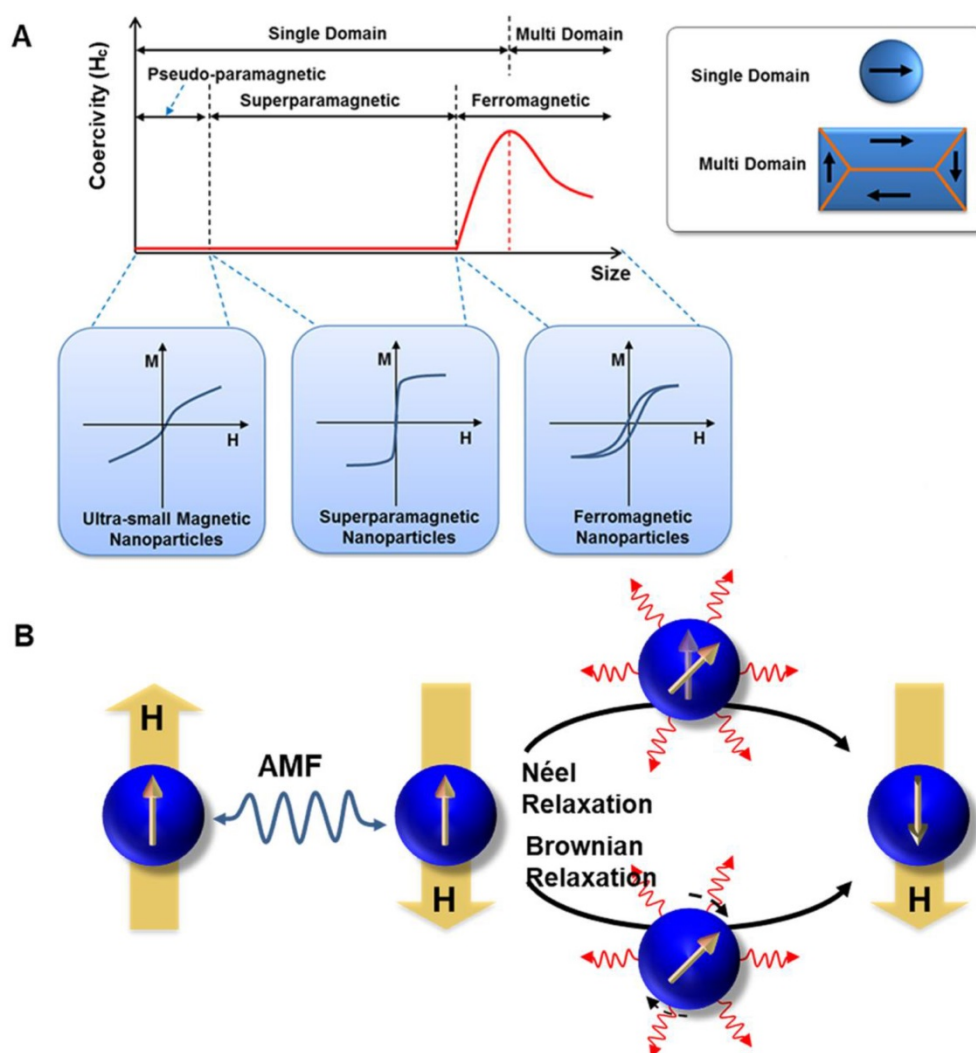 A
Coercivity (Hc)
Single Domain
Multi Domain
Pseudo-paramagnetic
Superparamagnetic
Ferromagnetic
Size
Single Domain
Multi Domain
M
H
Ultra-small Magnetic
Nanoparticles
M
H
Superparamagnetic
Nanoparticles
M
H
Ferromagnetic
Nanoparticles
B
H
AMF
H
Néel
Relaxation
Brownian
Relaxation
H